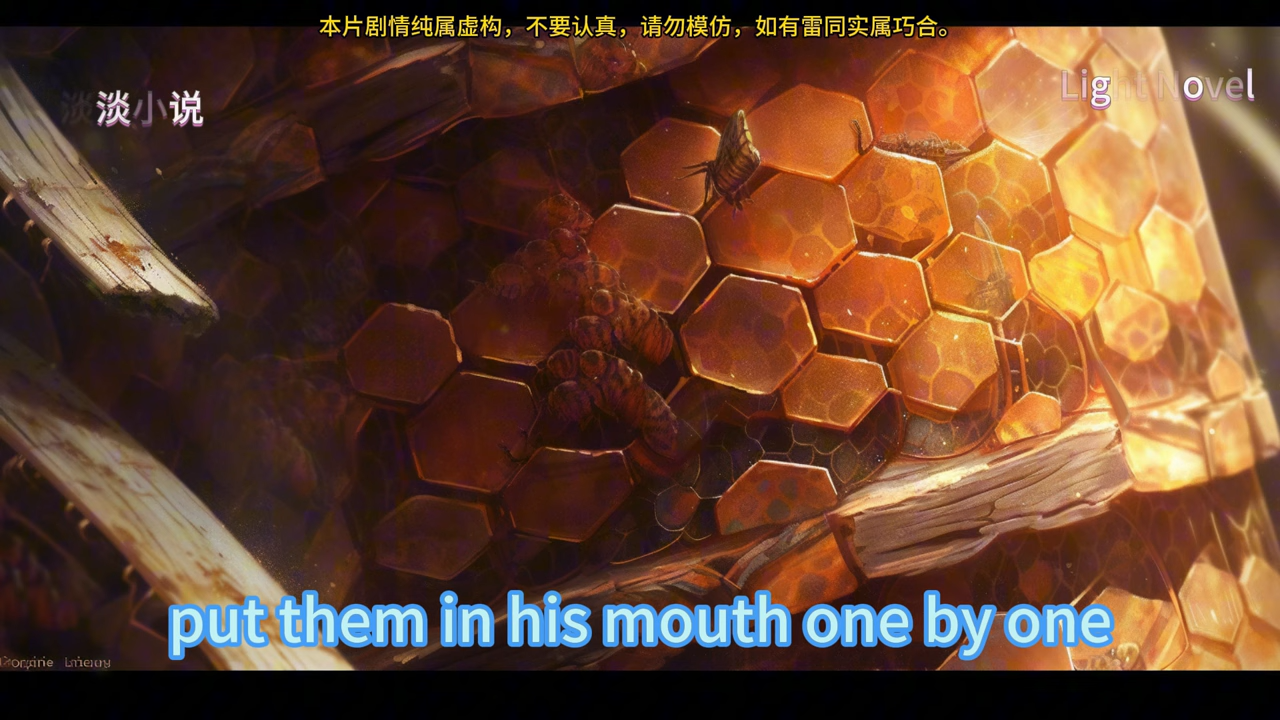 本片剧情纯属虚构，不要认真，请勿模仿，如有雷同实属巧合。
淡淡小说
Light Novel
put them in his mouth one by one